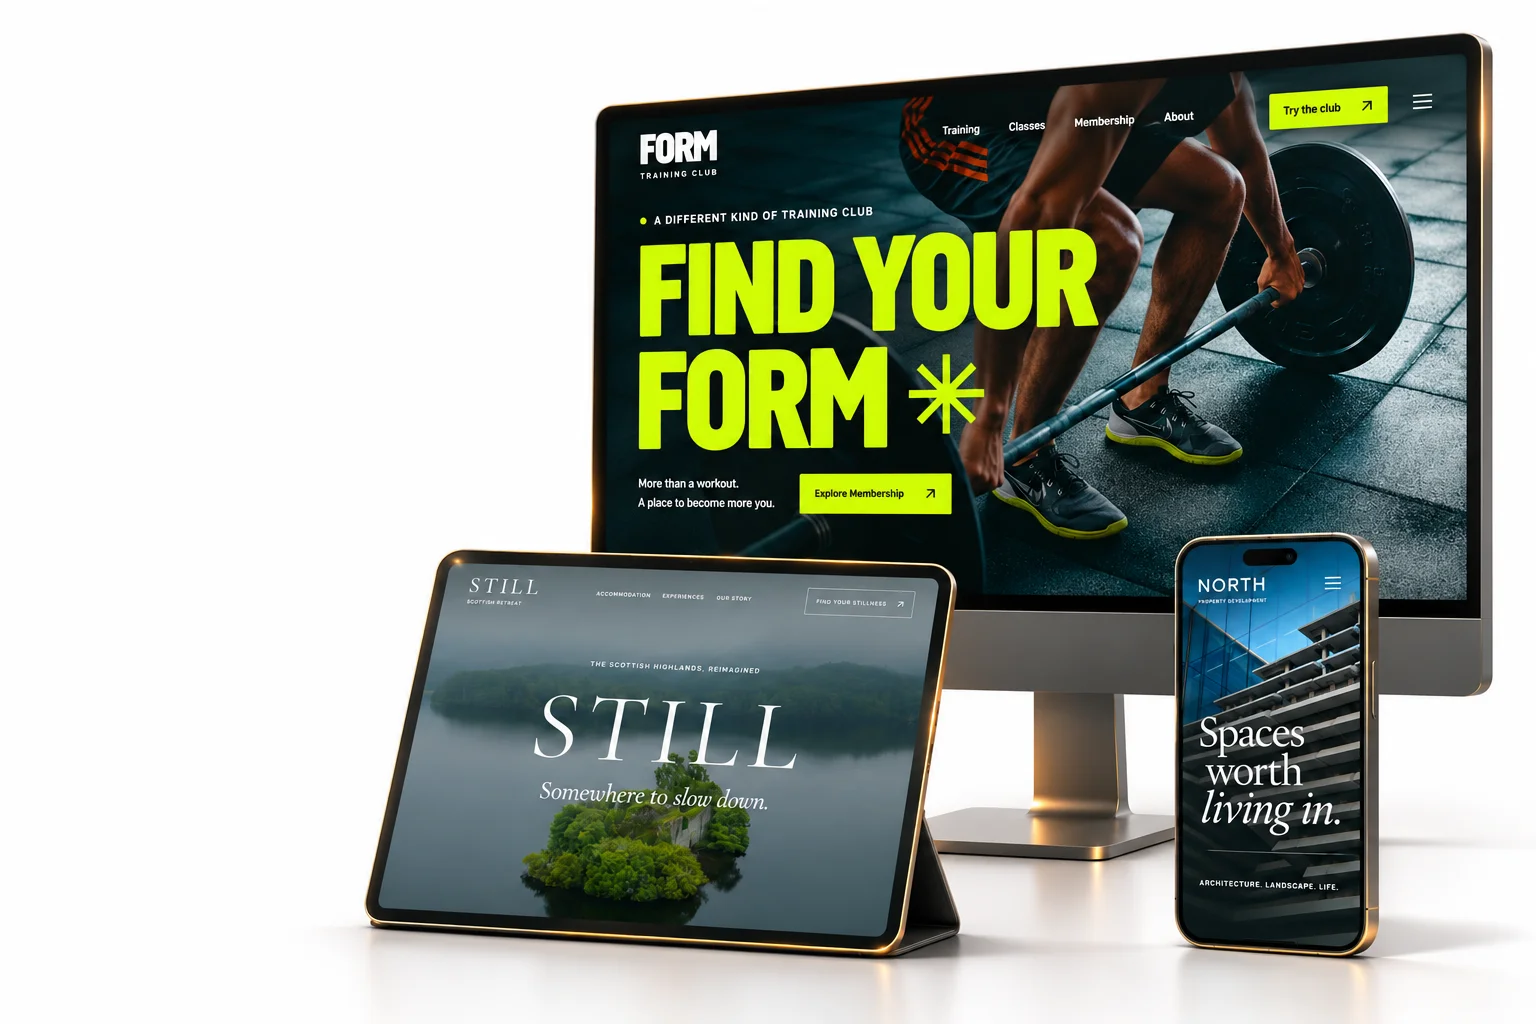 FORM
TRAINING CLUB
Training
Classes
Membership
About
Try the club
A DIFFERENT KIND OF TRAINING CLUB
FIND YOUR
FORM
More than a workout.
A place to become more you.
Explore Membership
STILL
SCOTTISH RETREAT
ACCOMMODATION
EXPERIENCES
OUR STORY
FIND YOUR STILLNESS
THE SCOTTISH HIGHLANDS, REIMAGINED
STILL
Somewhere to slow down.
NORTH
PROPERTY DEVELOPMENT
Spaces
worth
living in.
ARCHITECTURE. LANDSCAPE. LIFE.